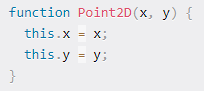 function Point2D(x, y) {
  this.x = x;
  this.y = y;
}